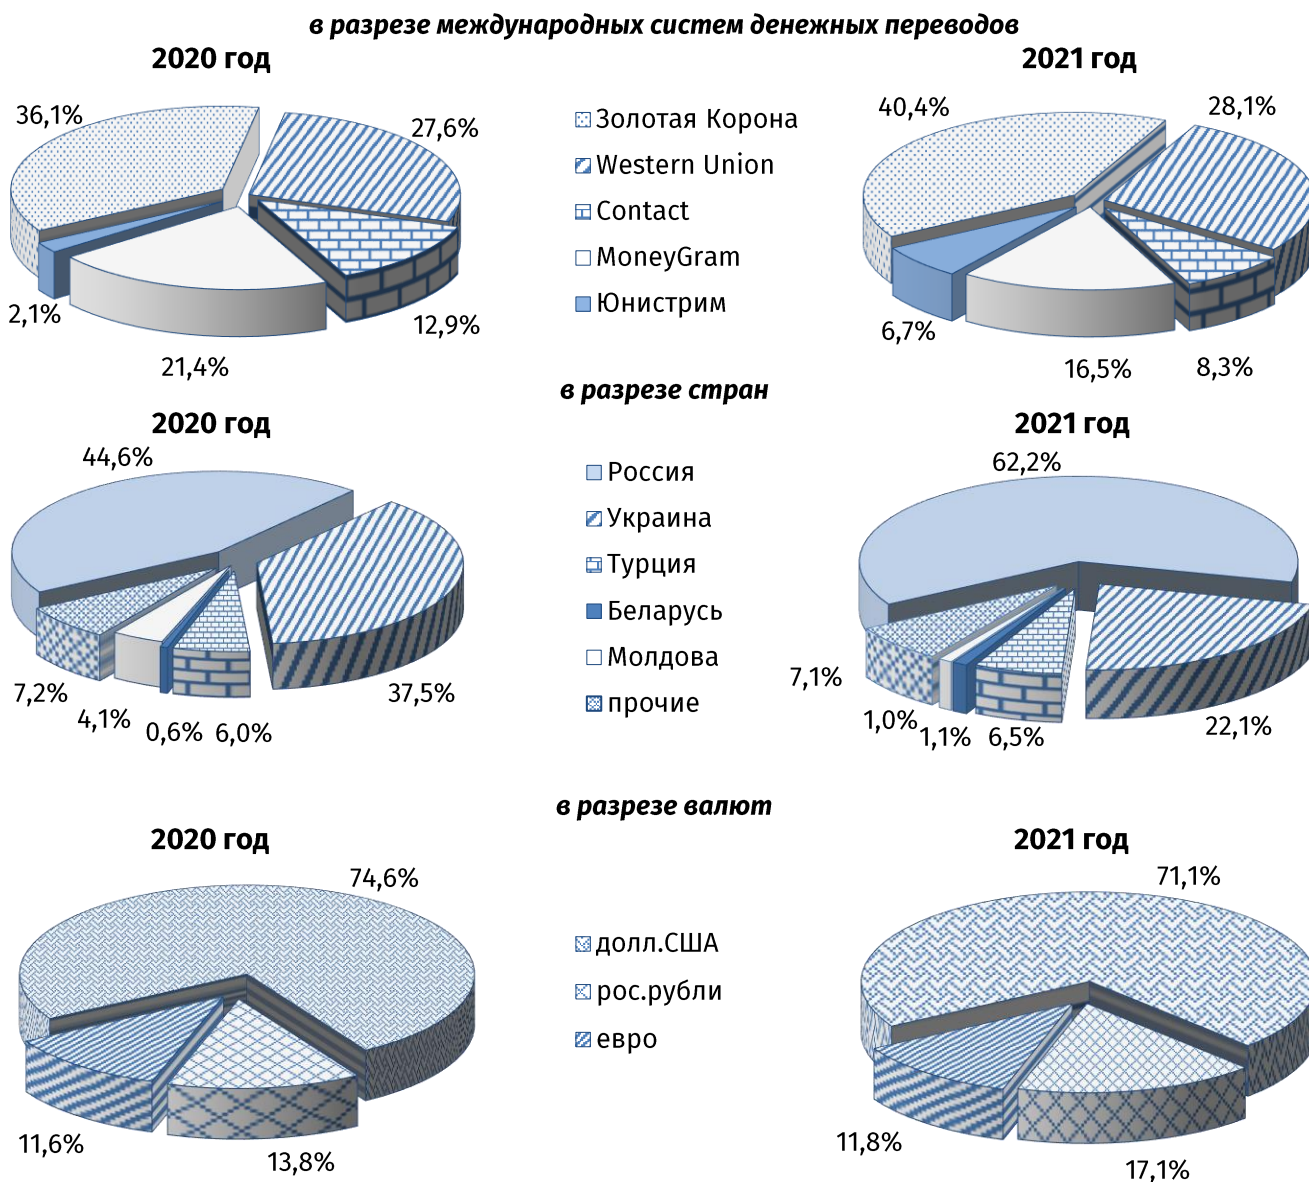 в разрезе международных систем денежных переводов
2020 год
2021 год
36,1%
27,6%
2,1%
21,4%
12,9%
Золотая Корона
Western Union
Contact
MoneyGram
Юнистрим
40,4%
28,1%
6,7%
16,5%
8,3%
в разрезе стран
2020 год
2021 год
44,6%
7,2%
4,1%
0,6%
6,0%
37,5%
Россия
Украина
Турция
Беларусь
Молдова
прочие
62,2%
7,1%
1,0%
1,1%
6,5%
22,1%
в разрезе валют
2020 год
2021 год
74,6%
11,6%
13,8%
долл.США
рос.рубли
евро
71,1%
11,8%
17,1%